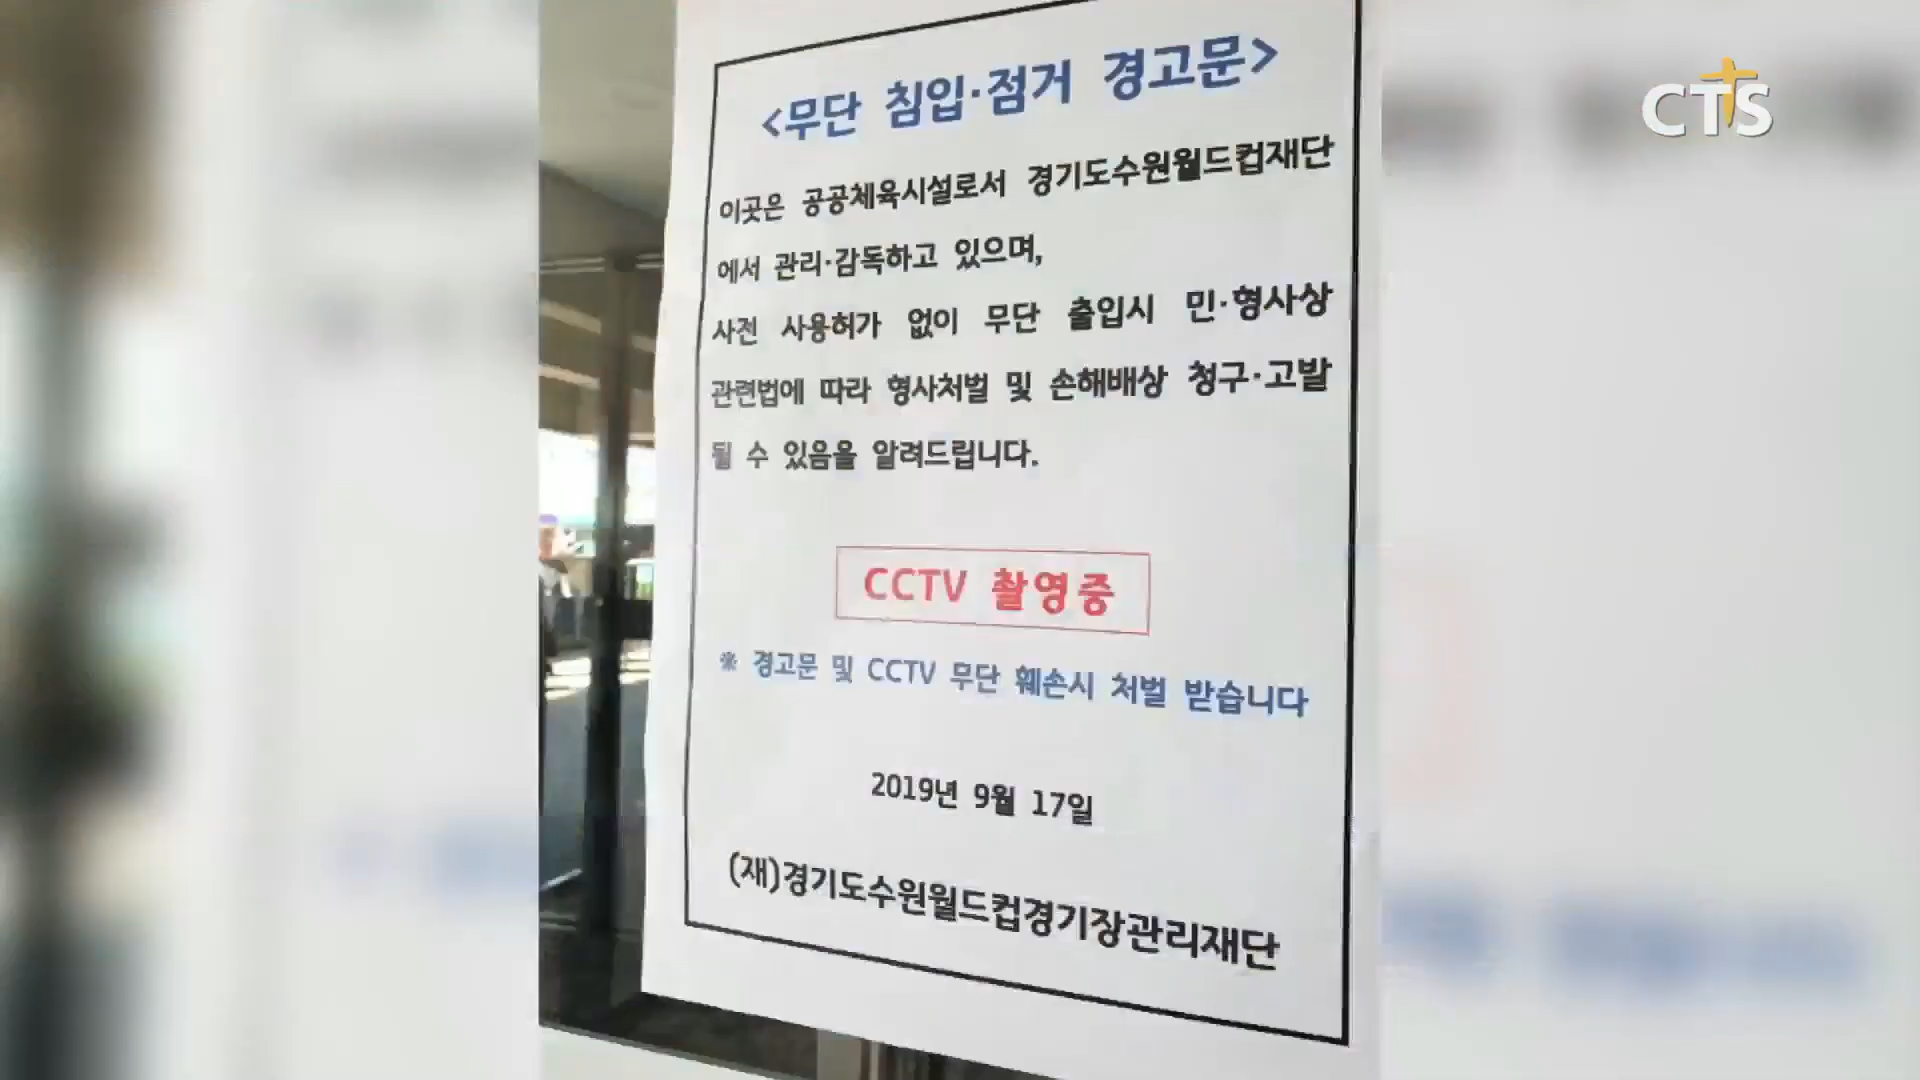 CTS
<무단 침입·점거 경고문>
이곳은 공공체육시설로서 경기도수원월드컵재단
에서 관리·감독하고 있으며,
사전 사용허가 없이 무단 출입시 민·형사상
관련법에 따라 형사처벌 및 손해배상 청구·고발
될 수 있음을 알려드립니다.
CCTV 촬영중
※ 경고문 및 CCTV 무단 훼손시 처벌 받습니다
2019년 9월 17일
(재)경기도수원월드컵경기장관리재단